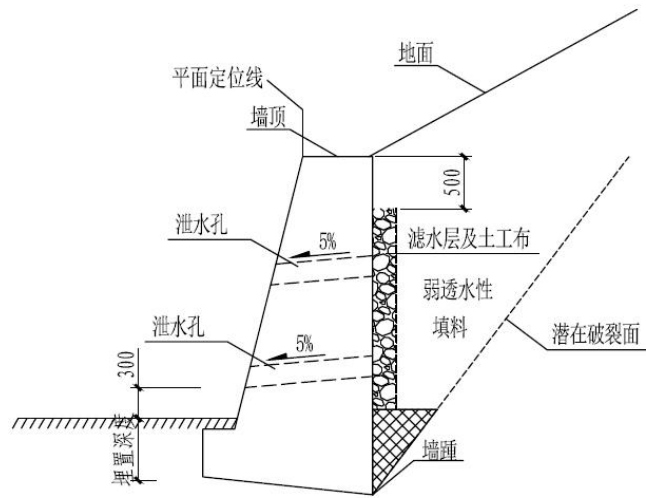 地面
平面定位线
墙顶
500
泄水孔
5%
滤水层及土工布
弱透水性
填料
泄水孔
5%
潜在破裂面
300
埋置深度
墙踵